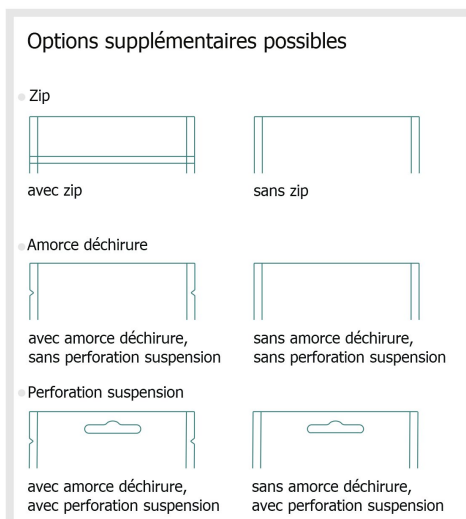 Options supplémentaires possibles
Zip
avec zip
sans zip
Amorce déchirure
avec amorce déchirure,
sans perforation suspension
sans amorce déchirure,
sans perforation suspension
Perforation suspension
avec amorce déchirure,
avec perforation suspension
sans amorce déchirure,
avec perforation suspension